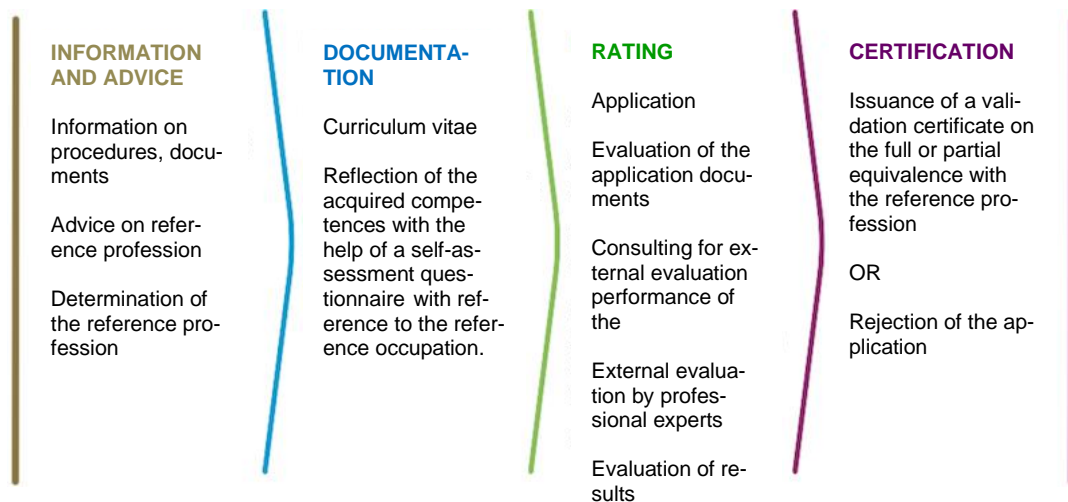 INFORMATION
AND ADVICE
Information on
procedures, docu-
ments
Advice on refer-
ence profession
Determination of
the reference pro-
fession
DOCUMENTA-
TION
Curriculum vitae
Reflection of the
acquired compe-
tences with the
help of a self-as-
sessment ques-
tionnaire with ref-
erence to the refer-
ence occupation.
RATING
Application
Evaluation of the
application docu-
ments
Consulting for ex-
ternal evaluation
performance of
the
External evalua-
tion by profes-
sional experts
Evaluation of re-
sults
CERTIFICATION
Issuance of a vali-
dation certificate on
the full or partial
equivalence with
the reference pro-
fession
OR
Rejection of the ap-
plication